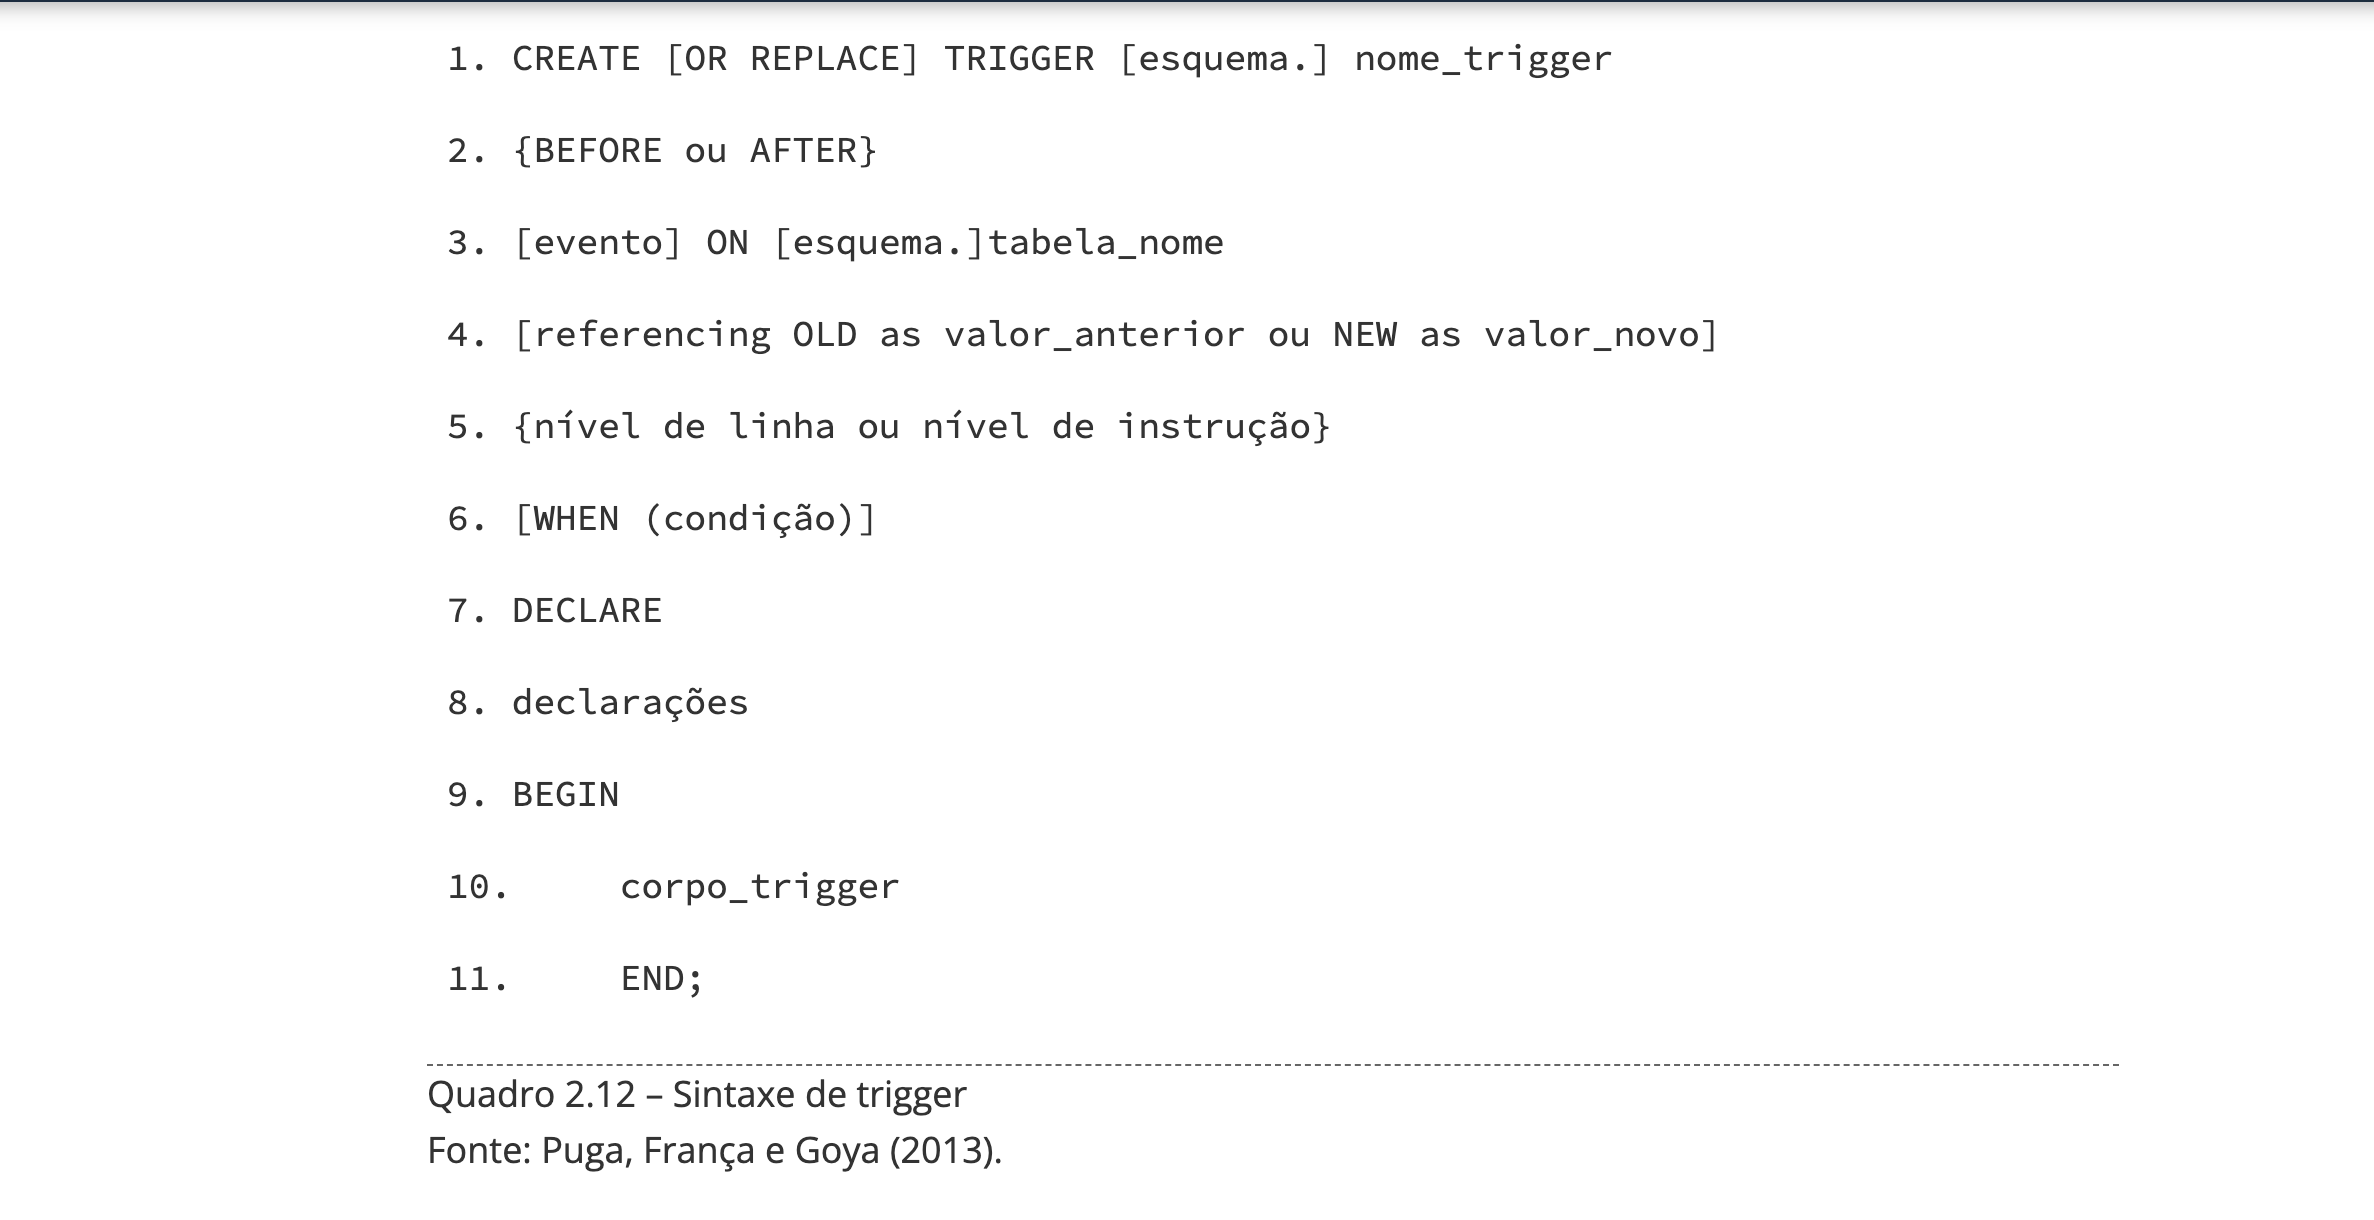 1. CREATE [OR REPLACE] TRIGGER [esquema.] nome_trigger
2. {BEFORE ou AFTER}
3. [evento] ON [esquema.]tabela_nome
4. [referencing OLD as valor_anterior ou NEW as valor_novo]
5. {nível de linha ou nível de instrução}
6. [WHEN (condição)]
7. DECLARE
8. declarações
9. BEGIN
10.     corpo_trigger
11.     END;
Quadro 2.12 – Sintaxe de trigger
Fonte: Puga, França e Goya (2013).